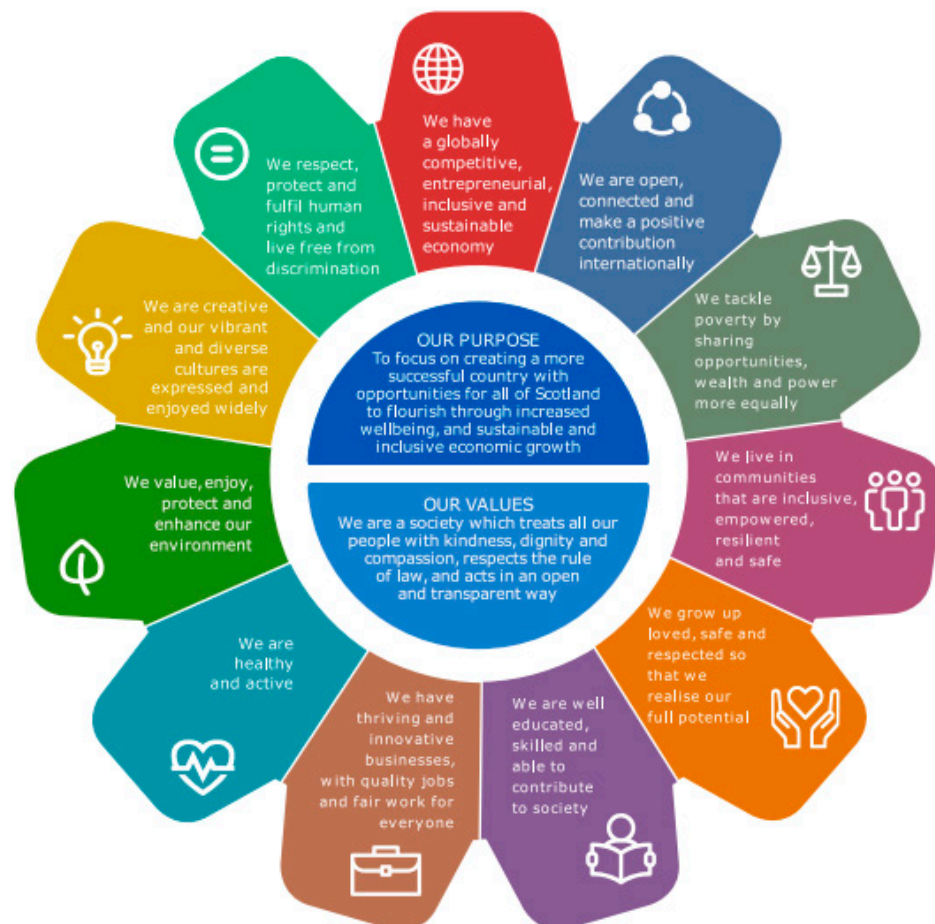 We have
a globally
competitive,
entrepreneurial,
inclusive and
sustainable
economy
We are open,
connected and
make a positive
contribution
internationally
We tackle
poverty by
sharing
opportunities,
wealth and power
more equally
We live in
communities
that are inclusive,
empowered,
resilient
and safe
We grow up
loved, safe and
respected so
that we
realise our
full potential
We are well
educated,
skilled and
able to
contribute
to society
We have
thriving and
innovative
businesses,
with quality jobs
and fair work for
everyone
We are
healthy
and active
We value, enjoy,
protect and
enhance our
environment
We are creative
and our vibrant
and diverse
cultures are
expressed and
enjoyed widely
We respect,
protect and
fulfil human
rights and
live free from
discrimination
OUR PURPOSE
To focus on creating a more
successful country with
opportunities for all of Scotland
to flourish through increased
wellbeing, and sustainable and
inclusive economic growth
OUR VALUES
We are a society which treats all our
people with kindness, dignity and
compassion, respects the rule
of law, and acts in an open
and transparent way